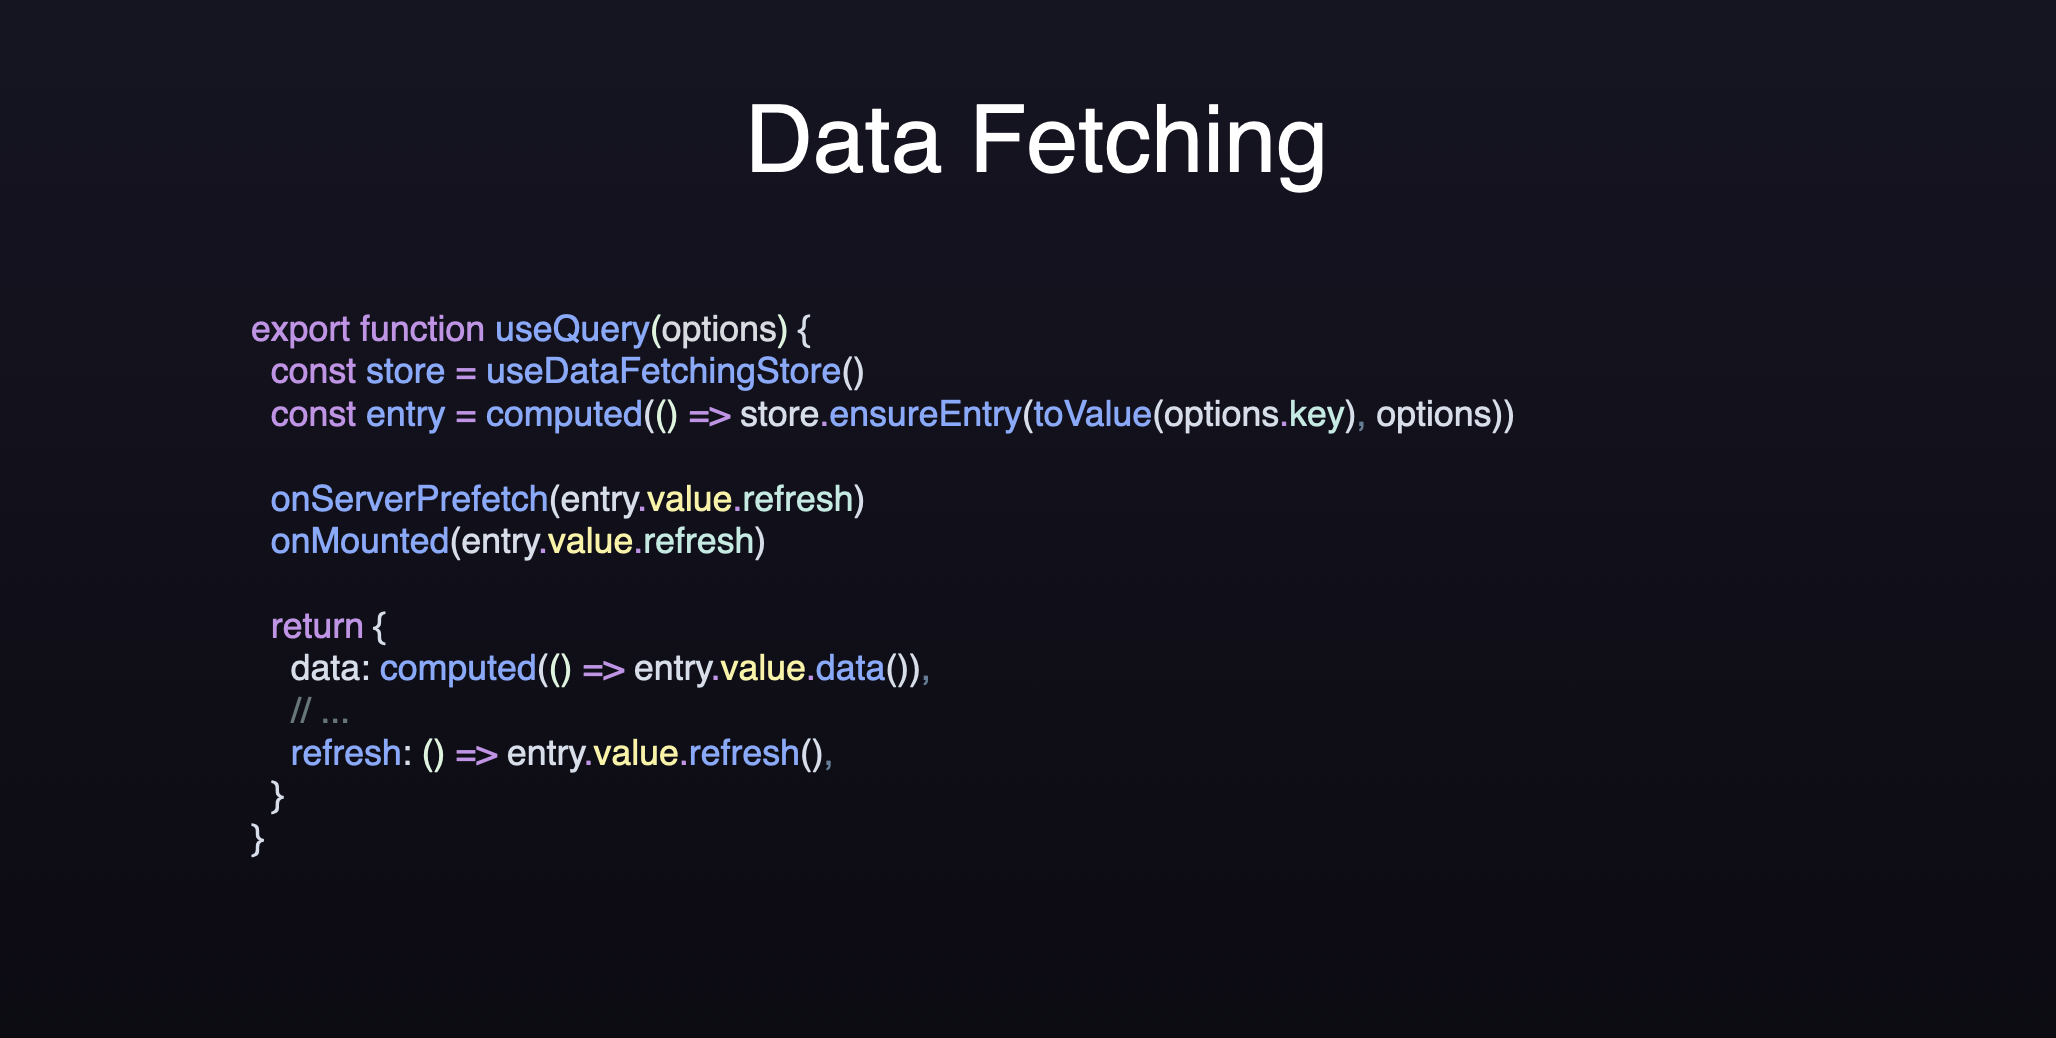 Data Fetching
export function useQuery(options) {
  const store = useDataFetchingStore()
  const entry = computed(() => store.ensureEntry(toValue(options.key), options))
  onServerPrefetch(entry.value.refresh)
  onMounted(entry.value.refresh)
  return {
    data: computed(() => entry.value.data()),
    // ...
    refresh: () => entry.value.refresh(),
  }
}